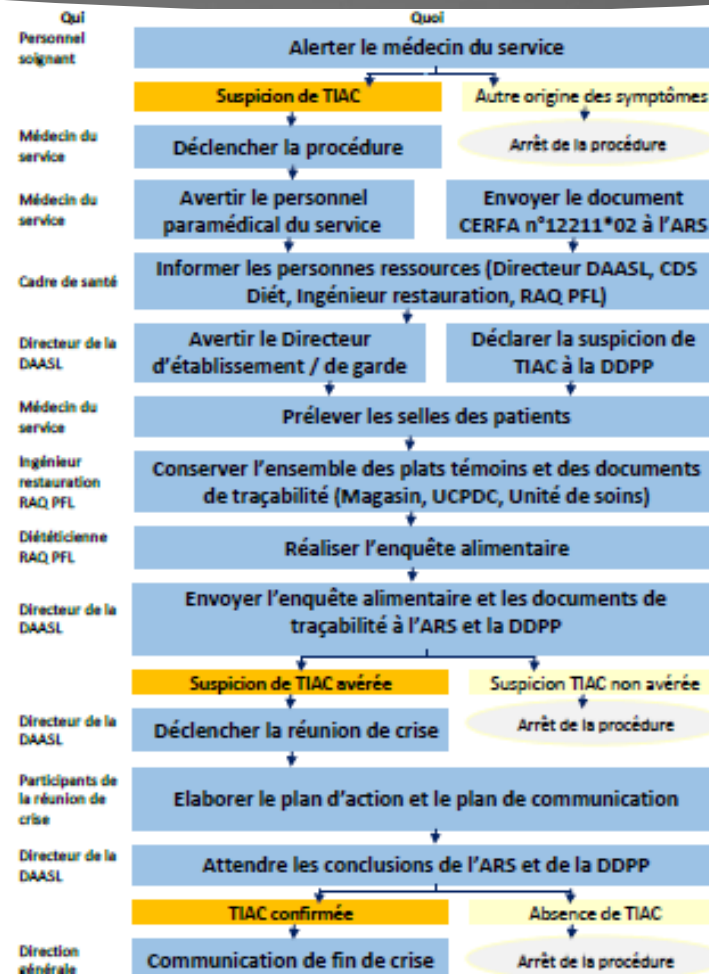 Qui
Quoi
Personnel
soignant
Alerter le médecin du service
Suspicion de TIAC
Autre origine des symptômes
Médecin du
service
Déclencher la procédure
Arrêt de la procédure
Médecin du
service
Avertir le personnel
paramédical du service
Envoyer le document
CERFA n°12211*02 à l'ARS
Cadre de santé
Informer les personnes ressources (Directeur DAASL, CDS
Diét, Ingénieur restauration, RAQ PFL)
Directeur de la
DAASL
Avertir le Directeur
d'établissement / de garde
Déclarer la suspicion de
TIAC à la DDPP
Médecin du
service
Prélever les selles des patients
Ingénieur
restauration
RAQ PFL
Conserver l'ensemble des plats témoins et des documents
de traçabilité (Magasin, UCPDC, Unité de soins)
Diététicienne
RAQ PFL
Réaliser l'enquête alimentaire
Directeur de la
DAASL
Envoyer l'enquête alimentaire et les documents de
traçabilité à l'ARS et la DDPP
Suspicion de TIAC avérée
Suspicion TIAC non avérée
Directeur de la
DAASL
Déclencher la réunion de crise
Arrêt de la procédure
Participants de
la réunion de
crise
Elaborer le plan d'action et le plan de communication
Directeur de la
DAASL
Attendre les conclusions de l'ARS et de la DDPP
TIAC confirmée
Absence de TIAC
Direction
générale
Communication de fin de crise
Arrêt de la procédure